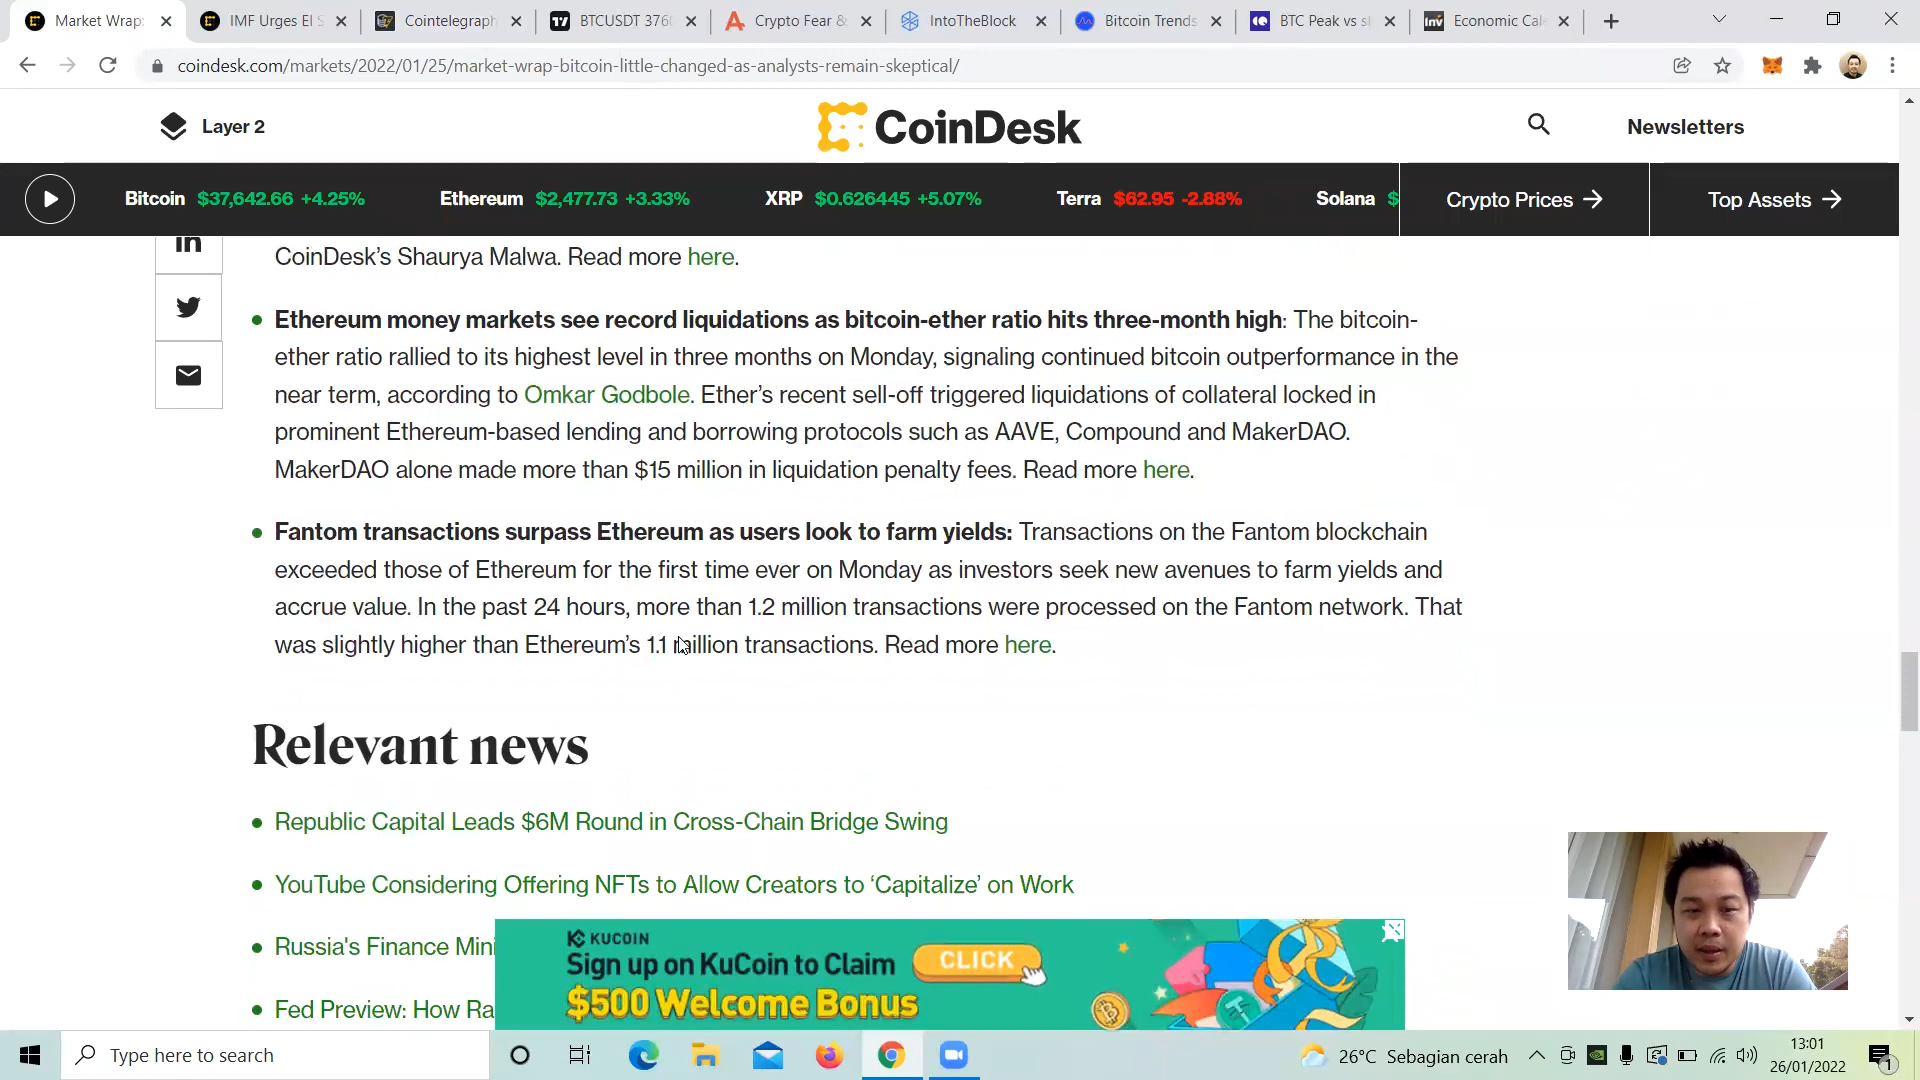 Market Wrap:
IMF Urges El S
Cointelegraph
BTCUSDT 376
Crypto Fear &
IntoTheBlock
Bitcoin Trends
BTC Peak vs s
Economic Cal
coindesk.com/markets/2022/01/25/market-wrap-bitcoin-little-changed-as-analysts-remain-skeptical/
Layer 2
CoinDesk
Newsletters
Bitcoin $37,642.66 +4.25%
Ethereum $2,477.73 +3.33%
XRP $0.626445 +5.07%
Terra $62.95 -2.88%
Solana $
Crypto Prices →
Top Assets →
CoinDesk’s Shaurya Malwa. Read more here.
• Ethereum money markets see record liquidations as bitcoin-ether ratio hits three-month high: The bitcoin-
ether ratio rallied to its highest level in three months on Monday, signaling continued bitcoin outperformance in the
near term, according to Omkar Godbole. Ether’s recent sell-off triggered liquidations of collateral locked in
prominent Ethereum-based lending and borrowing protocols such as AAVE, Compound and MakerDAO.
MakerDAO alone made more than $15 million in liquidation penalty fees. Read more here.
• Fantom transactions surpass Ethereum as users look to farm yields: Transactions on the Fantom blockchain
exceeded those of Ethereum for the first time ever on Monday as investors seek new avenues to farm yields and
accrue value. In the past 24 hours, more than 1.2 million transactions were processed on the Fantom network. That
was slightly higher than Ethereum’s 1.1 million transactions. Read more here.
Relevant news
• Republic Capital Leads $6M Round in Cross-Chain Bridge Swing
• YouTube Considering Offering NFTs to Allow Creators to ‘Capitalize’ on Work
• Russia's Finance Mini
• Fed Preview: How Ra
KUCOIN
Sign up on KuCoin to Claim
$500 Welcome Bonus
CLICK
Type here to search
26°C Sebagian cerah
13:01
26/01/2022
1